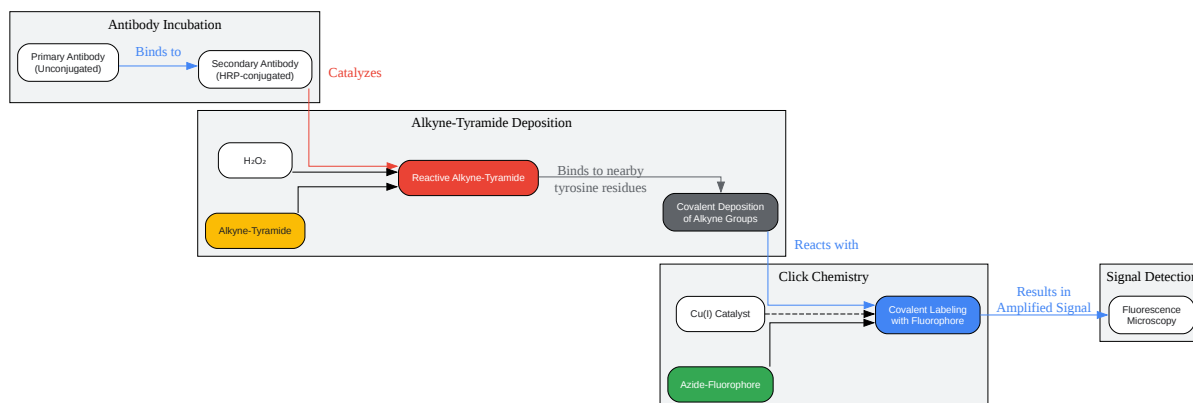 Antibody Incubation
Primary Antibody
(Unconjugated)
Binds to
Secondary Antibody
(HRP-conjugated)
Catalyzes
Alkyne-Tyramide Deposition
H₂O₂
Reactive Alkyne-Tyramide
Binds to nearby
tyrosine residues
Alkyne-Tyramide
Covalent Deposition
of Alkyne Groups
Reacts with
Click Chemistry
Cu(I) Catalyst
Covalent Labeling
with Fluorophore
Azide-Fluorophore
Results in
Amplified Signal
Signal Detection
Fluorescence
Microscopy